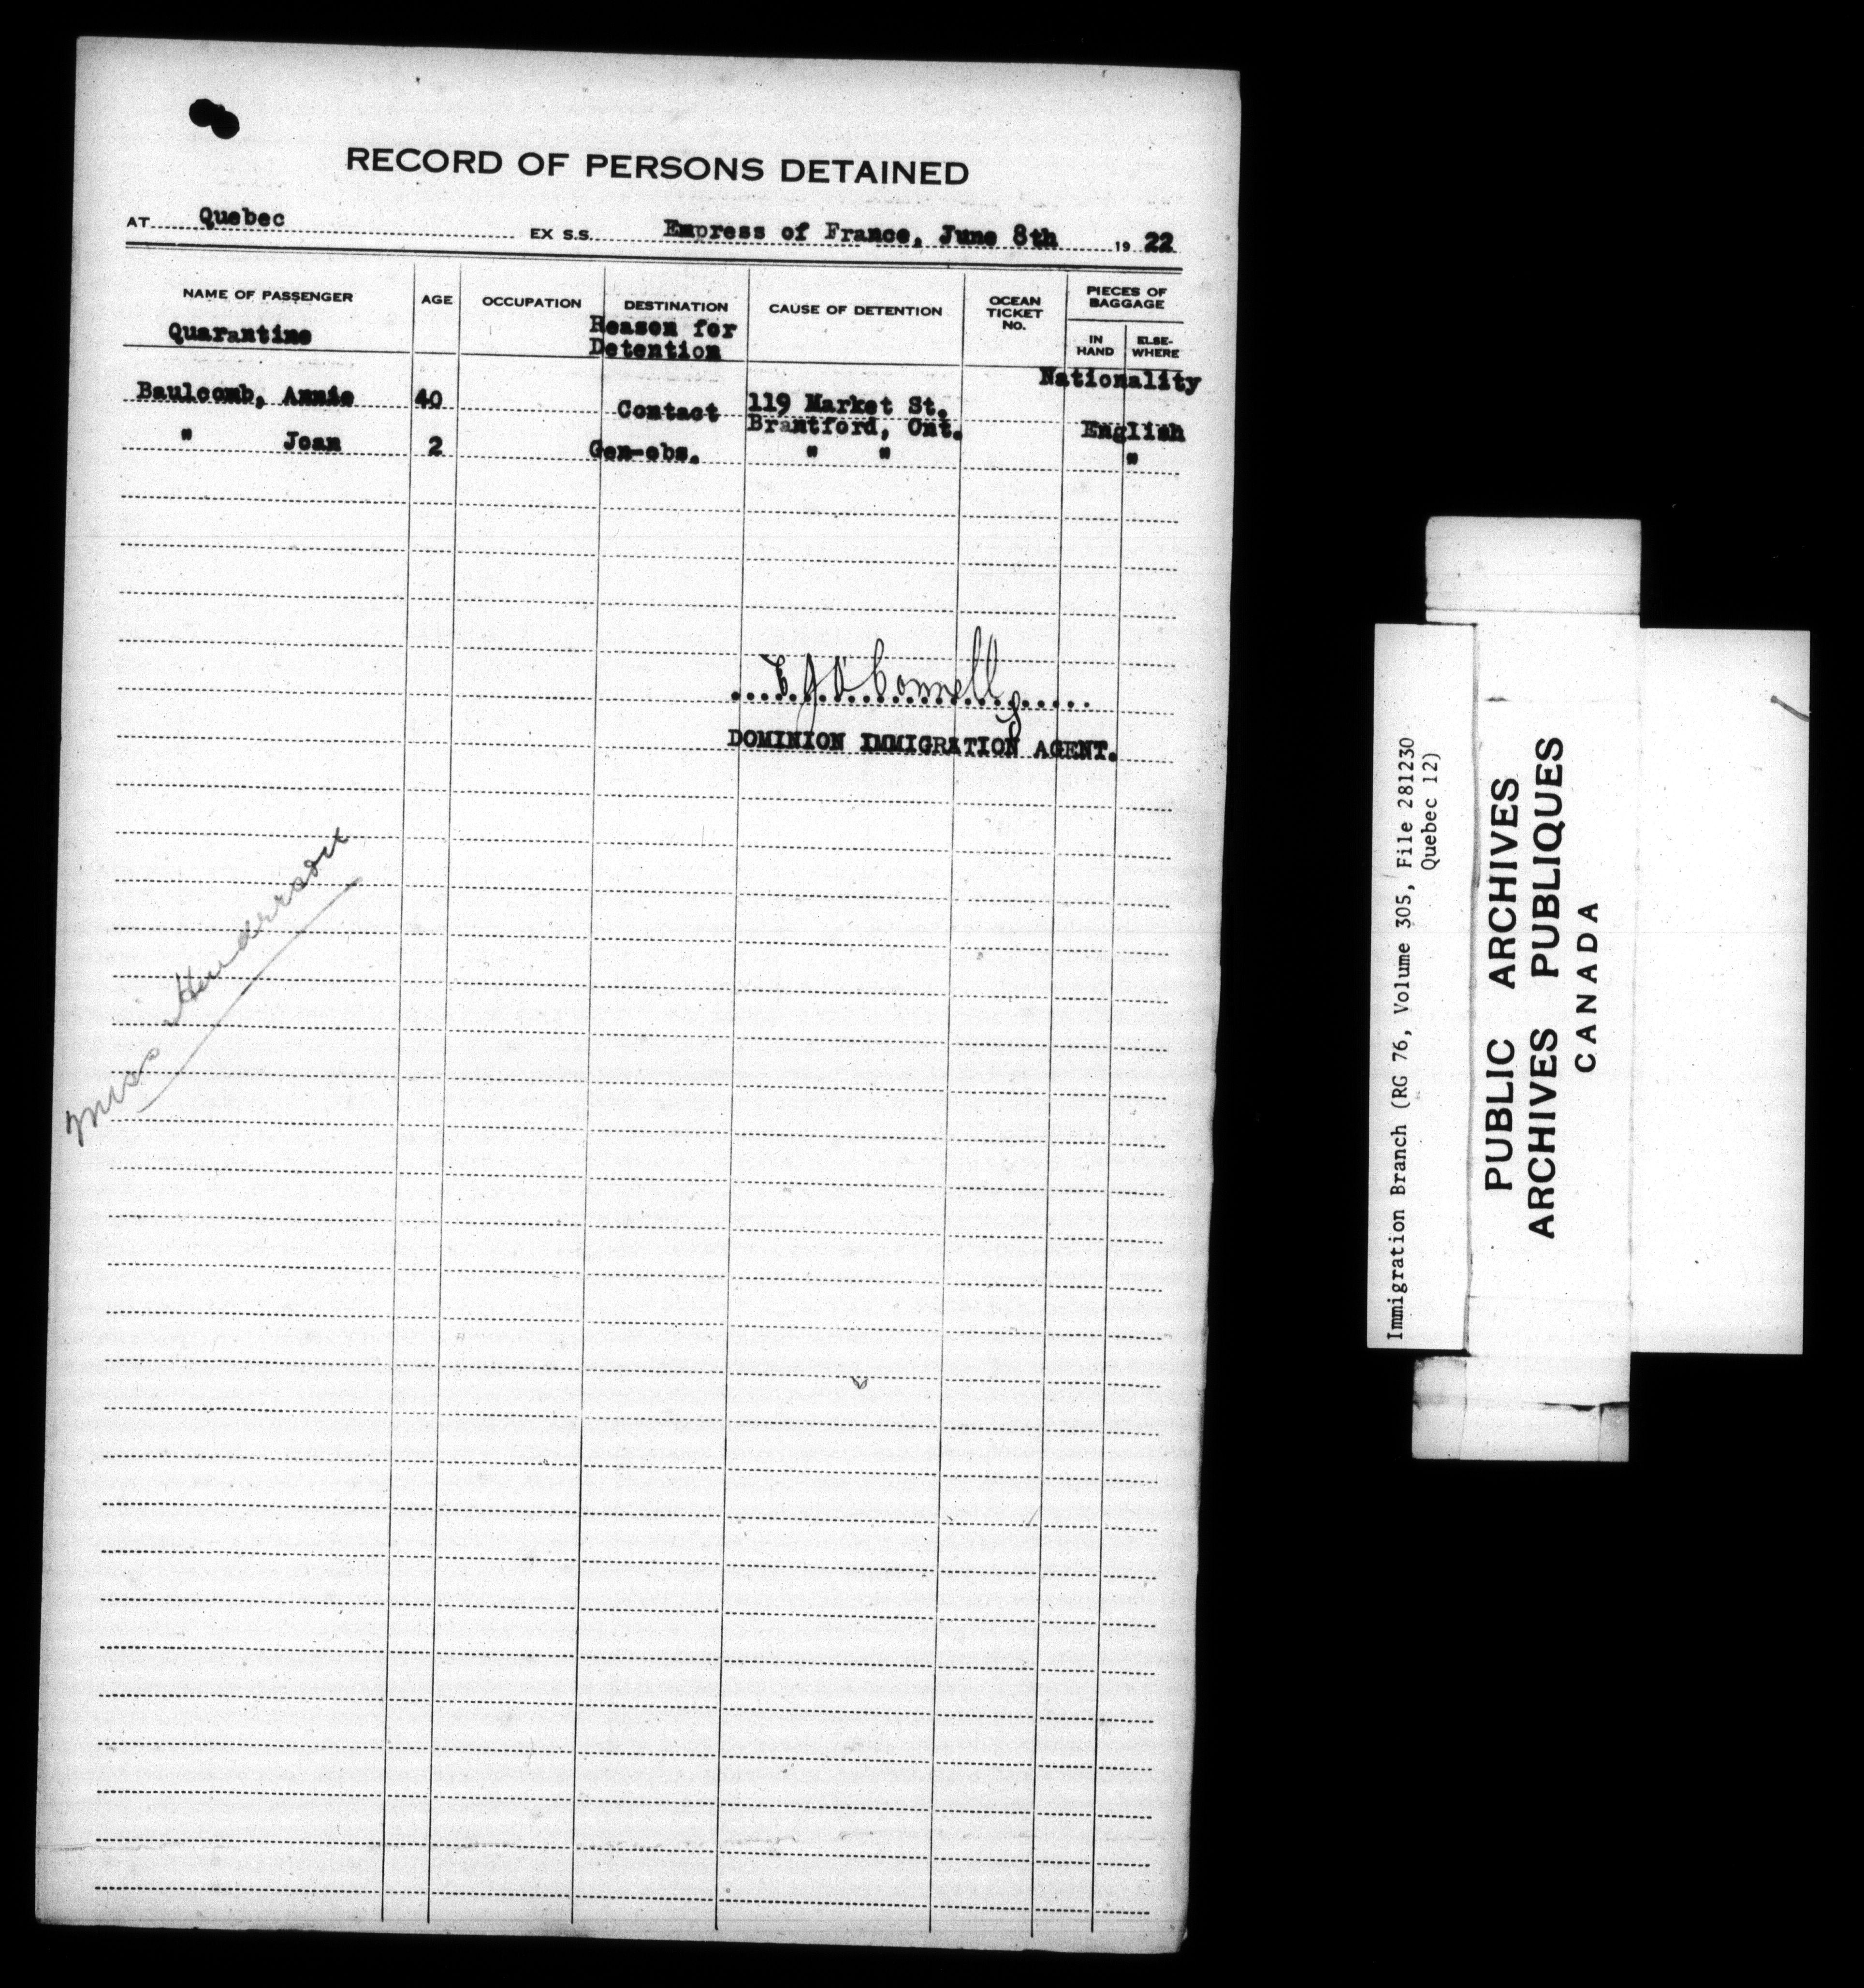 RECORD OF PERSONS DETAINED
AT Quebec EX S.S. Empress of France, June 8th 1922
NAME OF PASSENGER AGE OCCUPATION DESTINATION CAUSE OF DETENTION OCEAN TICKET No. PIECES OF BAGGAGE
IN HAND ELSE-WHERE
Quarantine Reason for Detention
Nationality
Baulcomb, Annie 40 Contact 119 Market St. Brantford, Ont. English
" Joan 2 Gen-obs. " " "
E J O'Connell
DOMINION IMMIGRATION AGENT.
Henderson
Immigration Branch (RG 76, Volume 305, File 281230
Quebec 12)
PUBLIC ARCHIVES
ARCHIVES PUBLIQUES
CANADA